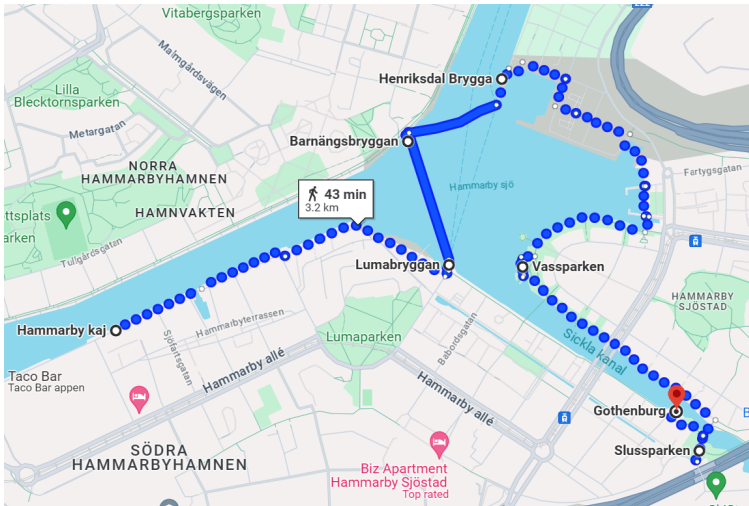 Vitabergsparken
Malmgårdsvägen
Henriksdal Brygga
Lilla
Blecktornsparken
Metargatan
Barnängsbryggan
NORRA
HAMMARBYHAMNEN
Fartygsgatan
Hammarby sjö
43 min
3.2 km
HAMNVAKTEN
ttsplats
arken
Tullgårdsgatan
Lumabryggan
Vassparken
HAMMARBY
SJÖSTAD
Hammarby kaj
Hammarbyterrassen
Sjöfartsgatan
Lumaparken
Babordsgatan
Sickla kanal
Hammarby allé
Taco Bar
Taco Bar appen
Hammarby allé
Gothenburg
Slussparken
SÖDRA
HAMMARBYHAMNEN
Biz Apartment
Hammarby Sjöstad
Top rated